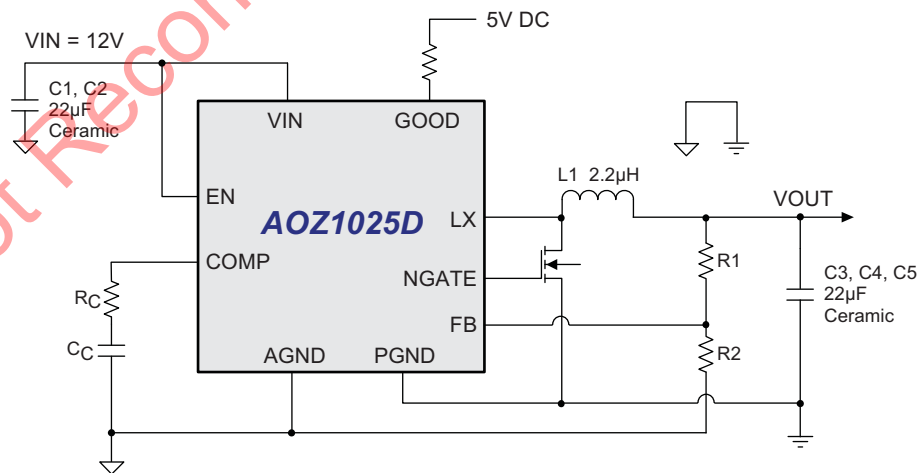 5V DC
VIN = 12V
C1, C2
22µF
Ceramic
VIN
GOOD
L1 2.2µH
VOUT
EN
AOZ1025D
LX
COMP
NGATE
R1
C3, C4, C5
22µF
Ceramic
RC
FB
CC
AGND
PGND
R2